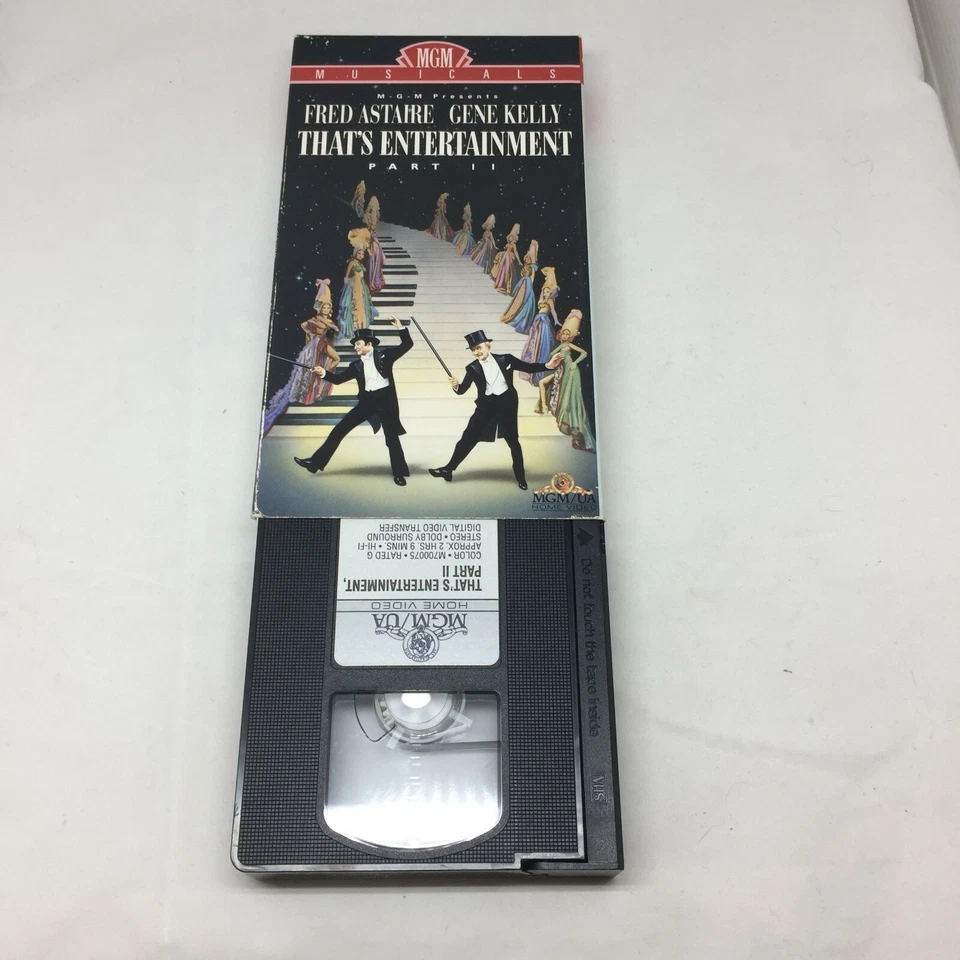 MGM
MUSICALS
M-G-M Presents
FRED ASTAIRE GENE KELLY
THAT'S ENTERTAINMENT
PART II
MGM/UA
HOME VIDEO
MGM/UA
HOME VIDEO
THAT'S ENTERTAINMENT,
PART II
COLOR • M700075 • RATED G
APPROX. 2 HRS. 9 MINS. • HI-FI
STEREO • DOLBY SURROUND
DIGITAL VIDEO TRANSFER
Do not touch the tape inside
VHS